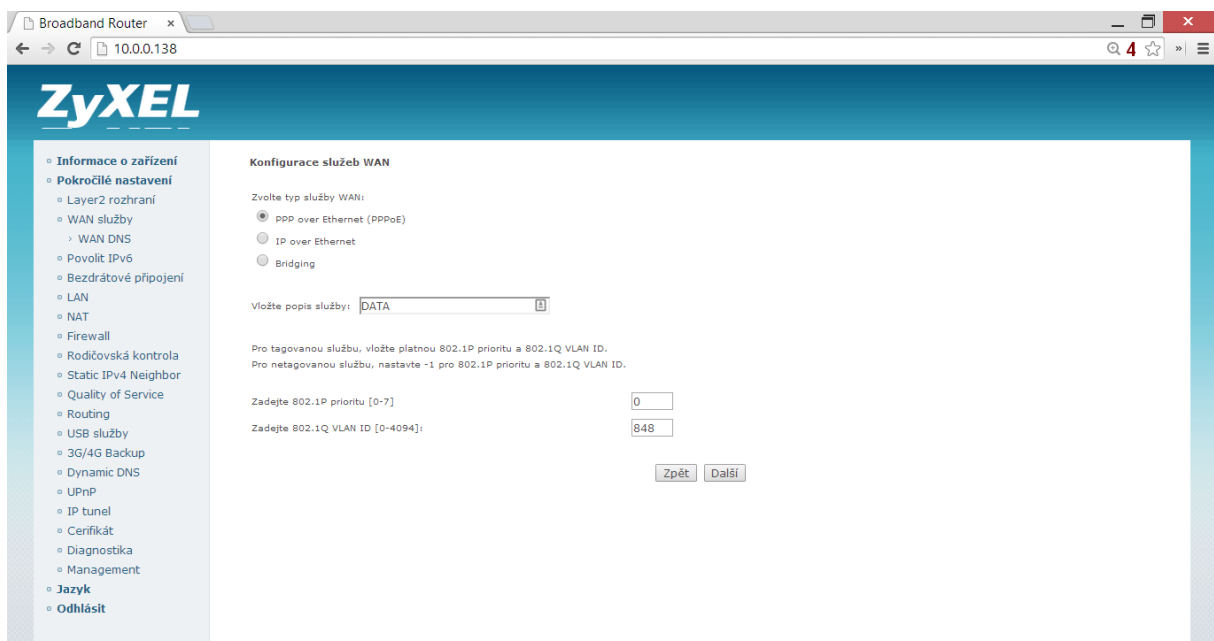 Broadband Router
10.0.0.138
4
ZyXEL
Informace o zařízení
Pokročilé nastavení
Layer2 rozhraní
WAN služby
WAN DNS
Povolit IPv6
Bezdrátové připojení
LAN
NAT
Firewall
Rodičovská kontrola
Static IPv4 Neighbor
Quality of Service
Routing
USB služby
3G/4G Backup
Dynamic DNS
UPnP
IP tunel
Cerifikát
Diagnostika
Management
Jazyk
Odhlásit
Konfigurace služeb WAN
Zvolte typ služby WAN:
PPP over Ethernet (PPPoE)
IP over Ethernet
Bridging
Vložte popis služby: DATA
Pro tagovanou službu, vložte platnou 802.1P prioritu a 802.1Q VLAN ID.
Pro netagovanou službu, nastavte -1 pro 802.1P prioritu a 802.1Q VLAN ID.
Zadejte 802.1P prioritu [0-7] 0
Zadejte 802.1Q VLAN ID [0-4094]: 848
Zpět Další